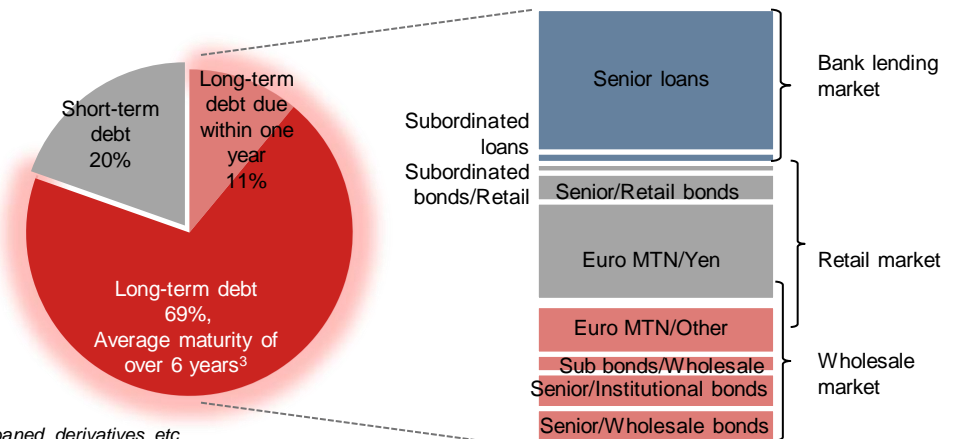 Short-term
debt
20%
Long-term
debt due
within one
year
11%
Long-term debt
69%,
Average maturity of
over 6 years3
Subordinated
loans
Subordinated
bonds/Retail
Senior loans
Senior/Retail bonds
Euro MTN/Yen
Euro MTN/Other
Sub bonds/Wholesale
Senior/Institutional bonds
Senior/Wholesale bonds
Bank lending
market
Retail market
Wholesale
market
derivatives etc